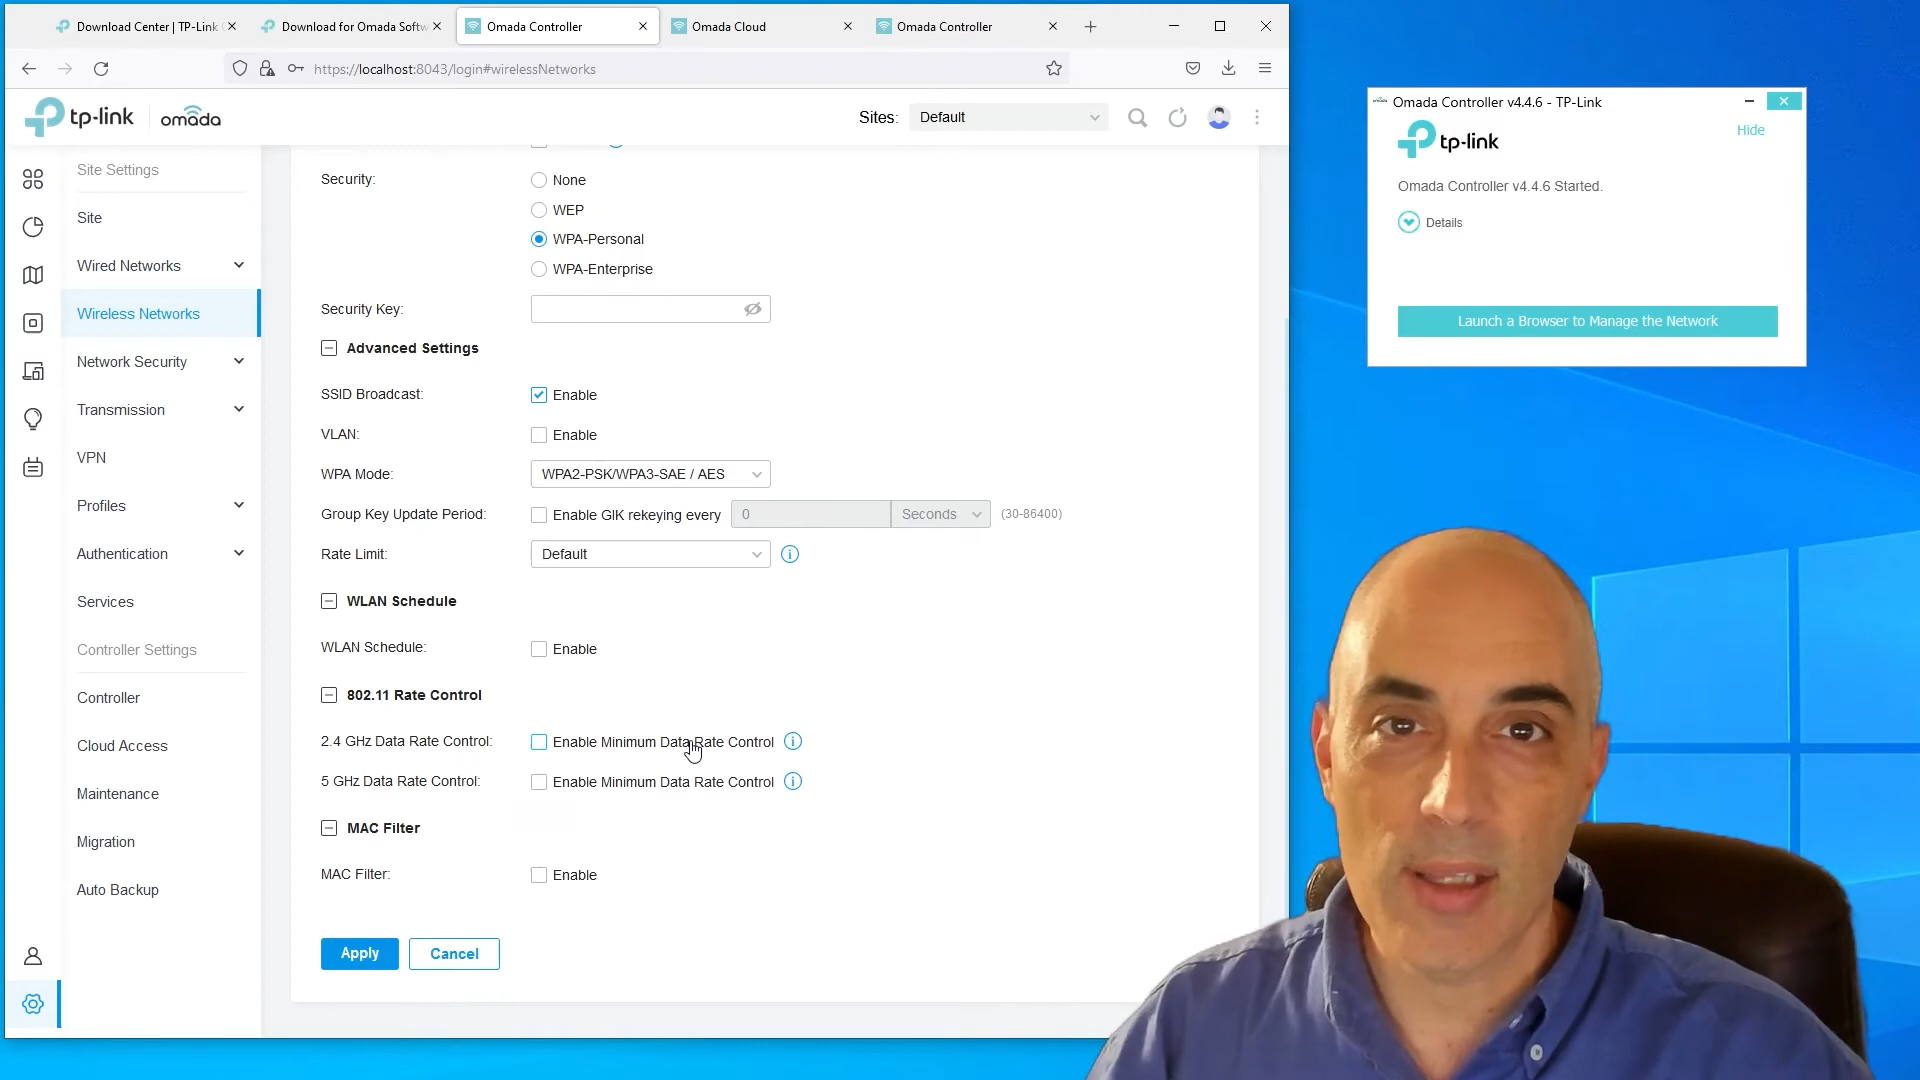 Download Center | TP-Link
Download for Omada Softw
Omada Controller
Omada Cloud
Omada Controller
https://localhost:8043/login#wirelessNetworks
tp-link
omada
Sites:
Default
Site Settings
Site
Wired Networks
Wireless Networks
Network Security
Transmission
VPN
Profiles
Authentication
Services
Controller Settings
Controller
Cloud Access
Maintenance
Migration
Auto Backup
Security:
None
WEP
WPA-Personal
WPA-Enterprise
Security Key:
Advanced Settings
SSID Broadcast:
Enable
VLAN:
Enable
WPA Mode:
WPA2-PSK/WPA3-SAE / AES
Group Key Update Period:
Enable GIK rekeying every
0
Seconds
(30-86400)
Rate Limit:
Default
WLAN Schedule
WLAN Schedule:
Enable
802.11 Rate Control
2.4 GHz Data Rate Control:
Enable Minimum Data Rate Control
5 GHz Data Rate Control:
Enable Minimum Data Rate Control
MAC Filter
MAC Filter:
Enable
Apply
Cancel
Omada Controller v4.4.6 - TP-Link
Hide
tp-link
Omada Controller v4.4.6 Started.
Details
Launch a Browser to Manage the Network